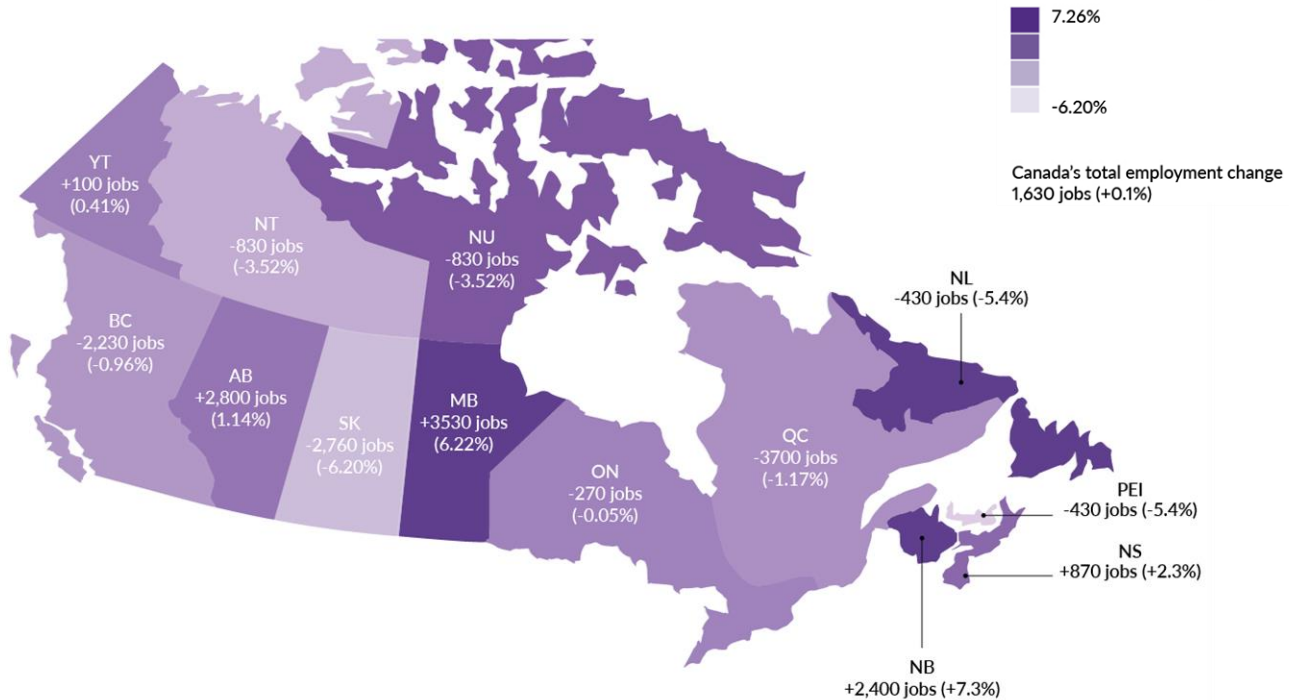 7.26%
-6.20%
Canada's total employment change
1,630 jobs (+0.1%)
YT
+100 jobs
(0.41%)
NT
-830 jobs
(-3.52%)
NU
-830 jobs
(-3.52%)
NL
-430 jobs (-5.4%)
BC
-2,230 jobs
(-0.96%)
AB
+2,800 jobs
(1.14%)
SK
-2,760 jobs
(-6.20%)
MB
+3530 jobs
(6.22%)
ON
-270 jobs
(-0.05%)
QC
-3700 jobs
(-1.17%)
PEI
-430 jobs (-5.4%)
NS
+870 jobs (+2.3%)
NB
+2,400 jobs (+7.3%)